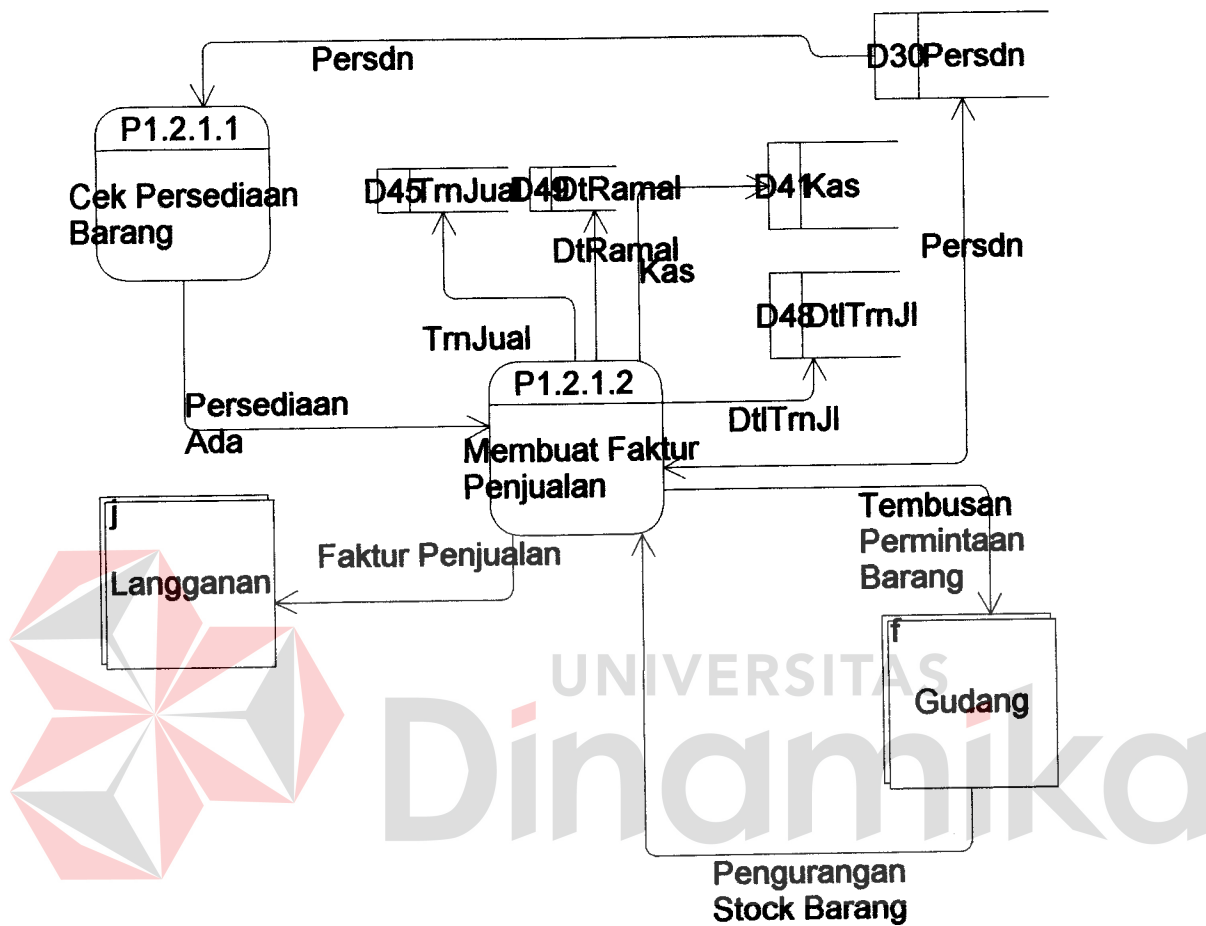 Persdn
D30 Persdn
P1.2.1.1
Cek Persediaan
Barang
D45 TrnJual
D49 DtRamal
D41 Kas
DtRamal
Kas
Persdn
D48 DtlTrnJl
TrnJual
P1.2.1.2
Membuat Faktur
Penjualan
DtlTrnJl
Persediaan
Ada
Tembusan
Permintaan
Barang
j
Langganan
Faktur Penjualan
f
Gudang
UNIVERSITAS
Dinamika
Pengurangan
Stock Barang